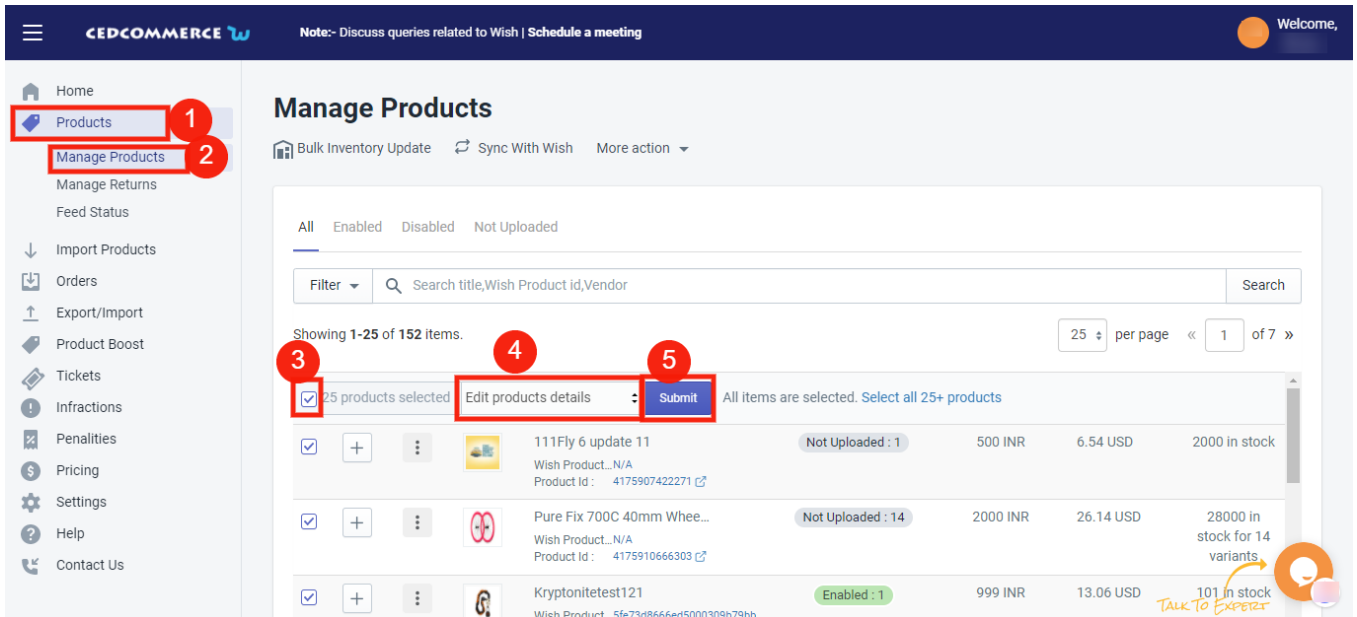 CEDCOMMERCE
Note:- Discuss queries related to Wish | Schedule a meeting
Welcome,
Home
Products
1
Manage Products
2
Manage Returns
Feed Status
Import Products
Orders
Export/Import
Product Boost
Tickets
Infractions
Penalities
Pricing
Settings
Help
Contact Us
Manage Products
Bulk Inventory Update Sync With Wish More action
All Enabled Disabled Not Uploaded
Filter Search title,Wish Product id,Vendor Search
Showing 1-25 of 152 items.
25 per page « 1 of 7 »
3
4
5
25 products selected Edit products details Submit All items are selected. Select all 25+ products
111Fly 6 update 11 Not Uploaded : 1 500 INR 6.54 USD 2000 in stock
Wish Product... N/A
Product Id : 4175907422271
Pure Fix 700C 40mm Whee... Not Uploaded : 14 2000 INR 26.14 USD 28000 in
stock for 14
variants
Wish Product... N/A
Product Id : 4175910666303
Kryptonitetest121 Enabled : 1 999 INR 13.06 USD 101 in stock
Wish Product 5fe73d8666ed5000309b79bb
TALK TO EXPERT